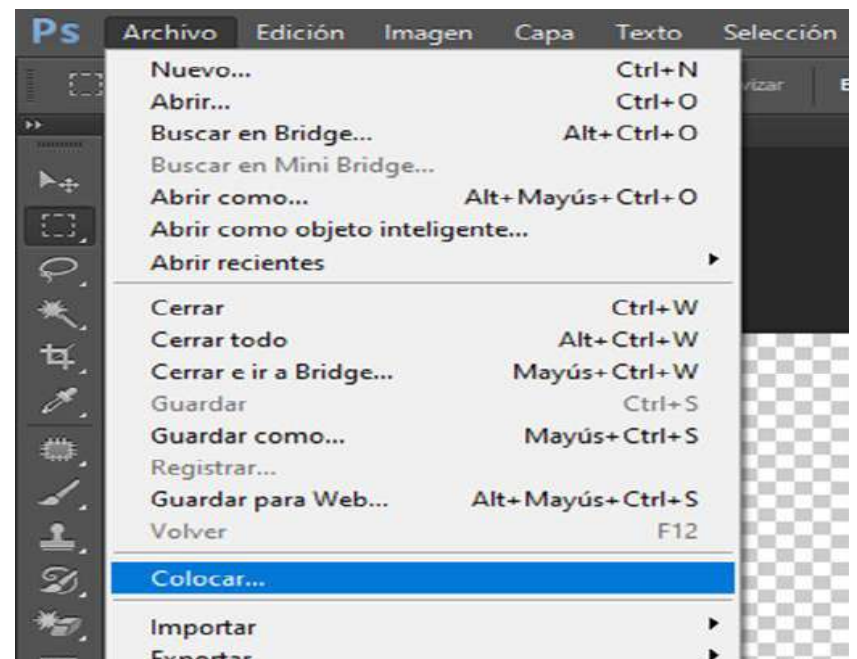 Ps Archivo Edición Imagen Capa Texto Selección
Nuevo... Ctrl+N
Abrir... Ctrl+O
Buscar en Bridge... Alt+Ctrl+O
Buscar en Mini Bridge...
Abrir como... Alt+Mayús+Ctrl+O
Abrir como objeto inteligente...
Abrir recientes
Cerrar Ctrl+W
Cerrar todo Alt+Ctrl+W
Cerrar e ir a Bridge... Mayús+Ctrl+W
Guardar Ctrl+S
Guardar como... Mayús+Ctrl+S
Registrar...
Guardar para Web... Alt+Mayús+Ctrl+S
Volver F12
Colocar...
Importar